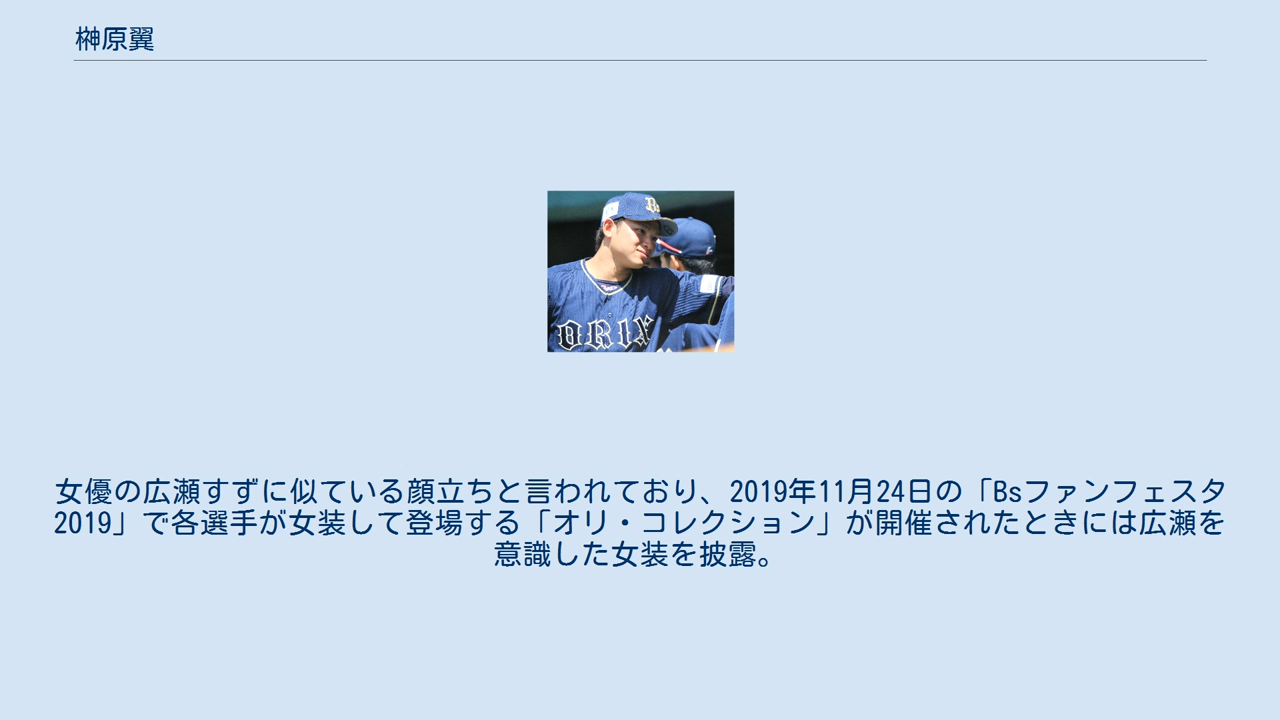 榊原翼
ORIX
女優の広瀬すずに似ている顔立ちと言われており、2019年11月24日の「Bsファンフェスタ
2019」で各選手が女装して登場する「オリ・コレクション」が開催されたときには広瀬を
意識した女装を披露。